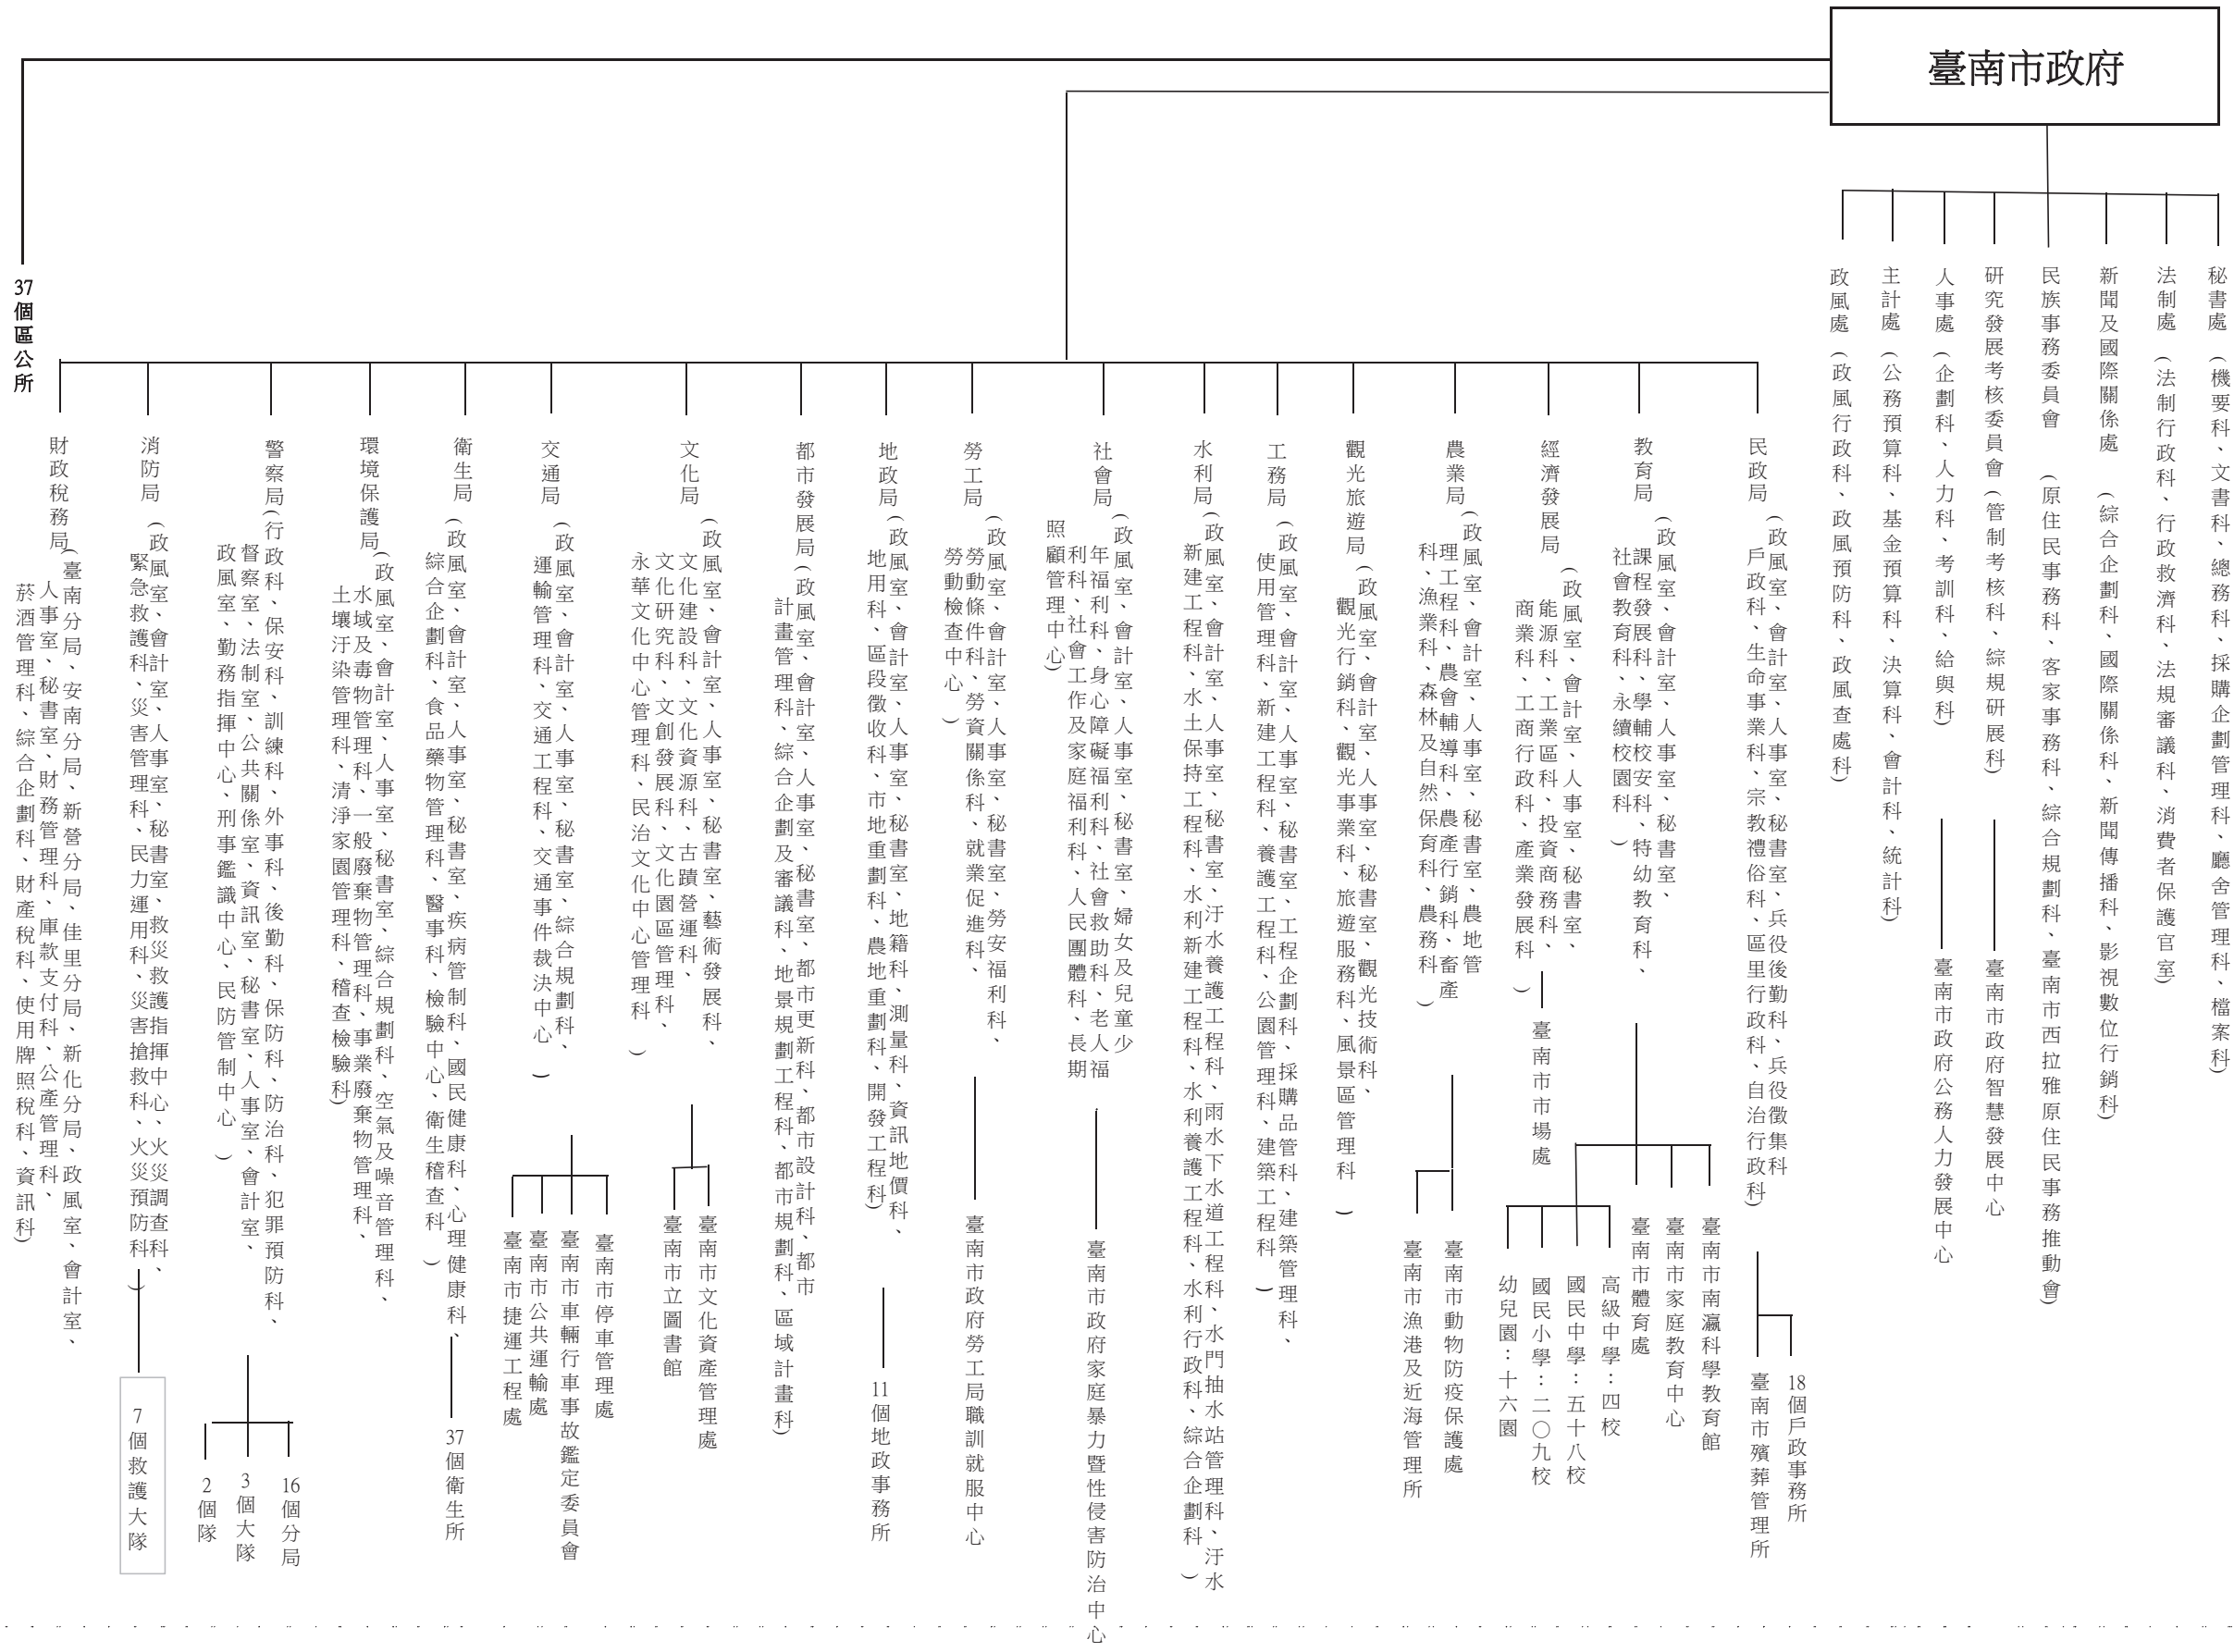 臺南市政府
秘書處
(機要科、文書科、總務科、採購企劃管理科、廳舍管理科、檔案科)
法制處
(法制行政科、行政救濟科、法規審議科、消費者保護官室)
新聞及國際關係處
(綜合企劃科、國際關係科、新聞傳播科、影視數位行銷科)
民族事務委員會
(原住民事務科、客家事務科、綜合規劃科、臺南市西拉雅原住民事務推動會)
研究發展考核委員會
(管制考核科、綜規研展科)
臺南市政府智慧發展中心
人事處
(企劃科、人力科、考訓科、給與科)
臺南市政府公務人力發展中心
主計處
(公務預算科、基金預算科、決算科、會計科、統計科)
政風處
(政風行政科、政風預防科、政風查處科)
民政局
(政風室、會計室、人事室、秘書室、兵役後勤科、兵役徵集科
戶政科、生命事業科、宗教禮俗科、區里行政科、自治行政科)
18個戶政事務所
臺南市殯葬管理所
教育局
(政風室、會計室、人事室、秘書室、
課程發展科、學輔校安科、特幼教育科、
社會教育科、永續校園科)
臺南市南瀛科學教育館
臺南市家庭教育中心
臺南市體育處
高級中學：四校
國民中學：五十八校
國民小學：二〇九校
幼兒園：十六園
經濟發展局
(政風室、會計室、人事室、秘書室、
能源科、工業區科、投資商務科、
商業科、工商行政科、產業發展科)
臺南市市場處
農業局
(政風室、會計室、人事室、秘書室、農地管
理工程科、農會輔導科、農產行銷科、畜產
科、漁業科、森林及自然保育科、農務科)
臺南市動物防疫保護處
臺南市漁港及近海管理所
觀光旅遊局
(政風室、會計室、人事室、秘書室、觀光技術科、
觀光行銷科、觀光事業科、旅遊服務科、風景區管理科)
工務局
(政風室、會計室、人事室、秘書室、工程企劃科、採購品管科、建築管理科、
使用管理科、新建工程科、養護工程科、公園管理科、建築工程科)
水利局
(政風室、會計室、人事室、秘書室、汙水養護工程科、雨水下水道工程科、水門抽水站管理科、汙水
新建工程科、水土保持工程科、水利新建工程科、水利養護工程科、水利行政科、綜合企劃科)
社會局
(政風室、會計室、人事室、秘書室、婦女及兒童少
年福利科、身心障礙福利科、社會救助科、老人福
利科、社會工作及家庭福利科、人民團體科、長期
照顧管理中心)
臺南市政府家庭暴力暨性侵害防治中心
勞工局
(政風室、會計室、人事室、秘書室、勞安福利科、
勞動條件科、勞資關係科、就業促進科、
勞動檢查中心)
臺南市政府勞工局職訓就服中心
地政局
(政風室、會計室、人事室、秘書室、地籍科、測量科、資訊地價科、
地用科、區段徵收科、市地重劃科、農地重劃科、開發工程科)
11個地政事務所
都市發展局
(政風室、會計室、人事室、秘書室、都市更新科、都市設計科、都市
計畫管理科、綜合企劃及審議科、地景規劃工程科、都市規劃科、區域計畫科)
文化局
(政風室、會計室、人事室、秘書室、藝術發展科、
文化建設科、文化資源科、古蹟營運科、
文化研究科、文創發展科、文化園區管理科、
永華文化中心管理科、民治文化中心管理科)
臺南市文化資產管理處
臺南市立圖書館
交通局
(政風室、會計室、人事室、秘書室、綜合規劃科、
運輸管理科、交通工程科、交通事件裁決中心)
臺南市停車管理處
臺南市車輛行車事故鑑定委員會
臺南市公共運輸處
臺南市捷運工程處
衛生局
(政風室、會計室、人事室、秘書室、疾病管制科、國民健康科、心理健康科、
綜合企劃科、食品藥物管理科、醫事科、檢驗中心、衛生稽查科)
37個衛生所
環境保護局
(政風室、會計室、人事室、秘書室、綜合規劃科、空氣及噪音管理科、
水域及毒物管理科、一般廢棄物管理科、事業廢棄物管理科、
土壤汙染管理科、清淨家園管理科、稽查檢驗科)
警察局
(行政科、保安科、訓練科、外事科、後勤科、保防科、防治科、犯罪預防科、
督察室、法制室、公共關係室、資訊室、秘書室、人事室、會計室、
政風室、勤務指揮中心、刑事鑑識中心、民防管制中心)
16個分局
3個大隊
2個隊
消防局
(政風室、會計室、人事室、秘書室、救災救護指揮中心、火災調查科、
緊急救護科、災害管理科、民力運用科、災害搶救科、火災預防科)
7個救護大隊
財政稅務局
(臺南分局、安南分局、新營分局、佳里分局、新化分局、政風室、會計室、
人事室、秘書室、財務管理科、庫款支付科、公產管理科、
菸酒管理科、綜合企劃科、財產稅科、使用牌照稅科、資訊科)
37個區公所